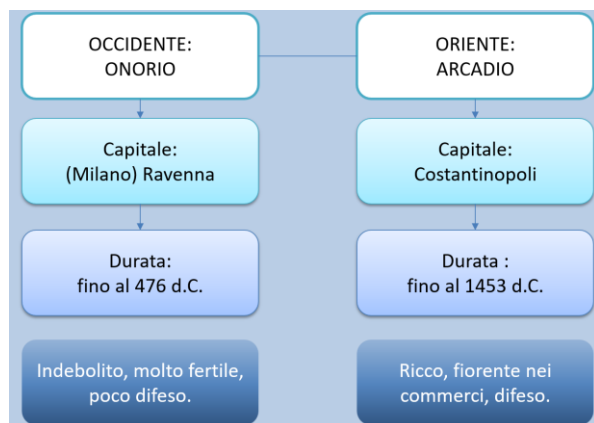 OCCIDENTE:
ONORIO
ORIENTE:
ARCADIO
Capitale:
(Milano) Ravenna
Capitale:
Costantinopoli
Durata:
fino al 476 d.C.
Durata :
fino al 1453 d.C.
Indebolito, molto fertile,
poco difeso.
Ricco, fiorente nei
commerci, difeso.